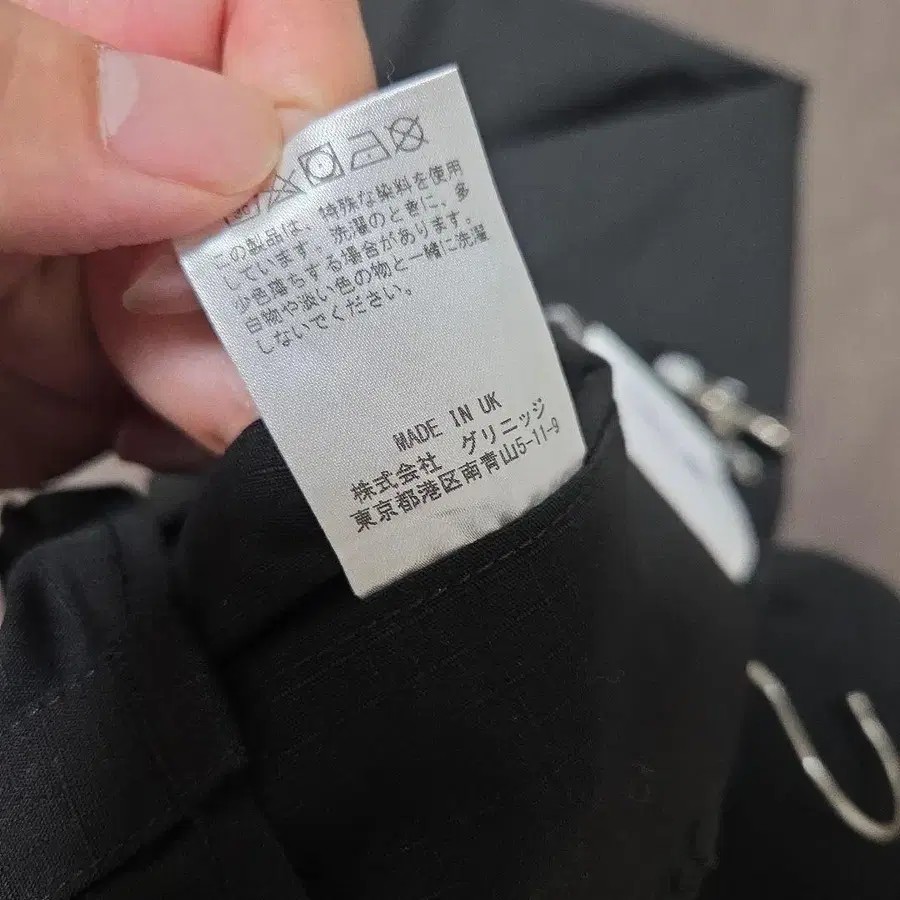 この製品は、特殊な染料を使用
しています。洗濯のときに、多
少色落ちする場合があります。
白物や淡い色の物と一緒に洗濯
しないでください。
MADE IN UK
株式会社 グリニッジ
東京都港区南青山5-11-9